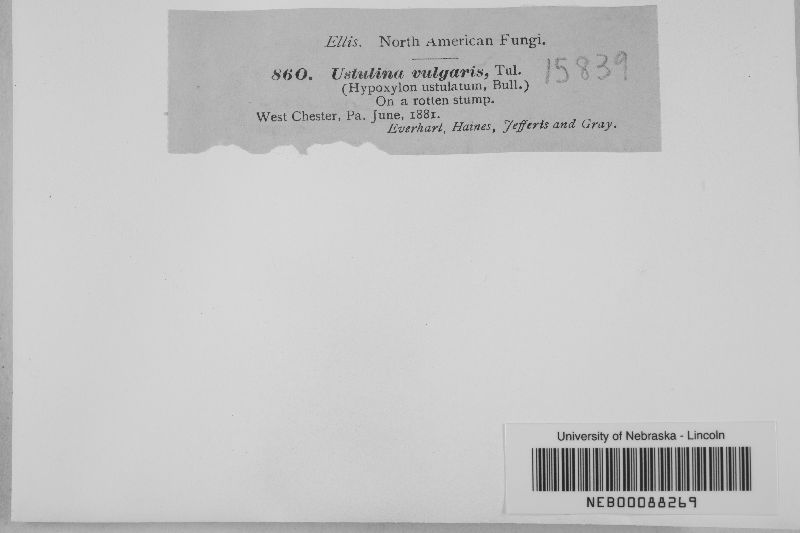 Ellis. North American Fungi.
860. Ustulina vulgaris, Tul. 15839
(Hypoxylon ustulatum, Bull.)
On a rotten stump.
West Chester, Pa. June, 1881.
Everhart, Haines, Jefferis and Gray.
University of Nebraska - Lincoln
NEB00088269